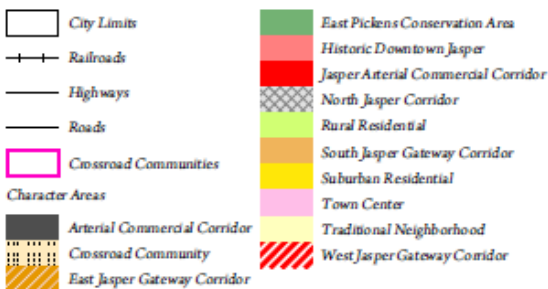 City Limits
Railroads
Highways
Roads
Crossroad Communities
Character Areas
Arterial Commercial Corridor
Crossroad Community
East Jasper Gateway Corridor
East Pickens Conservation Area
Historic Downtown Jasper
Jasper Arterial Commercial Corridor
North Jasper Corridor
Rural Residential
South Jasper Gateway Corridor
Suburban Residential
Town Center
Traditional Neighborhood
West Jasper Gateway Corridor